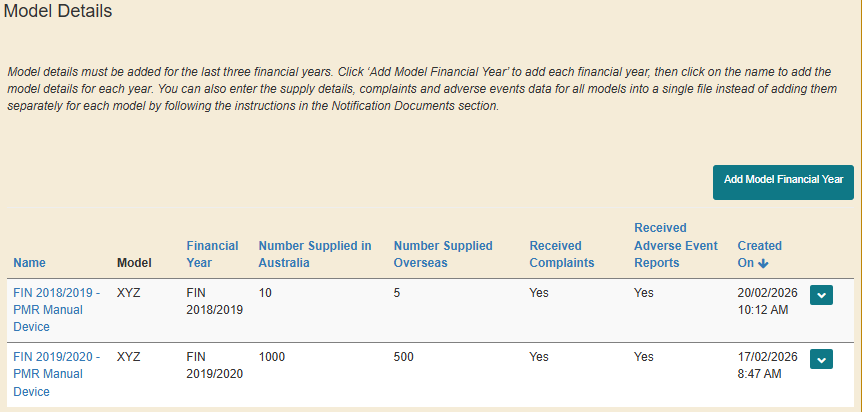 Model Details
Model details must be added for the last three financial years. Click ‘Add Model Financial Year’ to add each financial year, then click on the name to add the
model details for each year. You can also enter the supply details, complaints and adverse events data for all models into a single file instead of adding them
separately for each model by following the instructions in the Notification Documents section.
Add Model Financial Year
Name Model Financial Year Number Supplied in Australia Number Supplied Overseas Received Complaints Received Adverse Event Reports Created On
FIN 2018/2019 - PMR Manual Device XYZ FIN 2018/2019 10 5 Yes Yes 20/02/2026 10:12 AM
FIN 2019/2020 - PMR Manual Device XYZ FIN 2019/2020 1000 500 Yes Yes 17/02/2026 8:47 AM